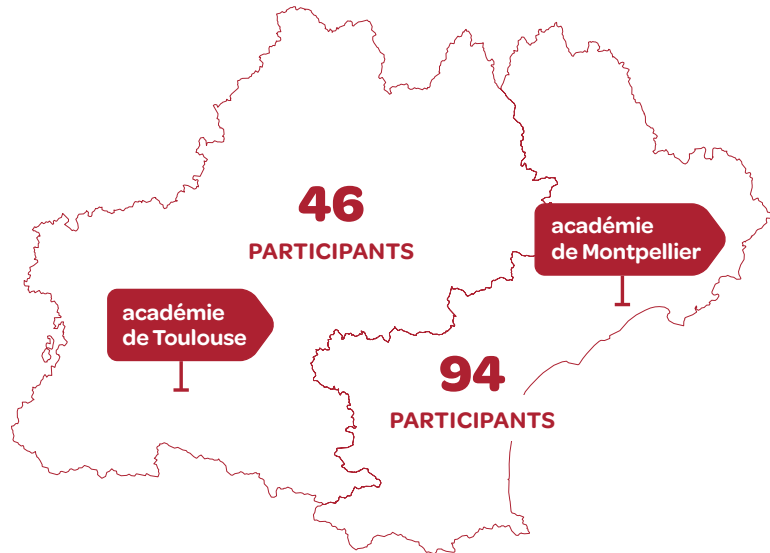 46
PARTICIPANTS
académie
de Montpellier
académie
de Toulouse
94
PARTICIPANTS